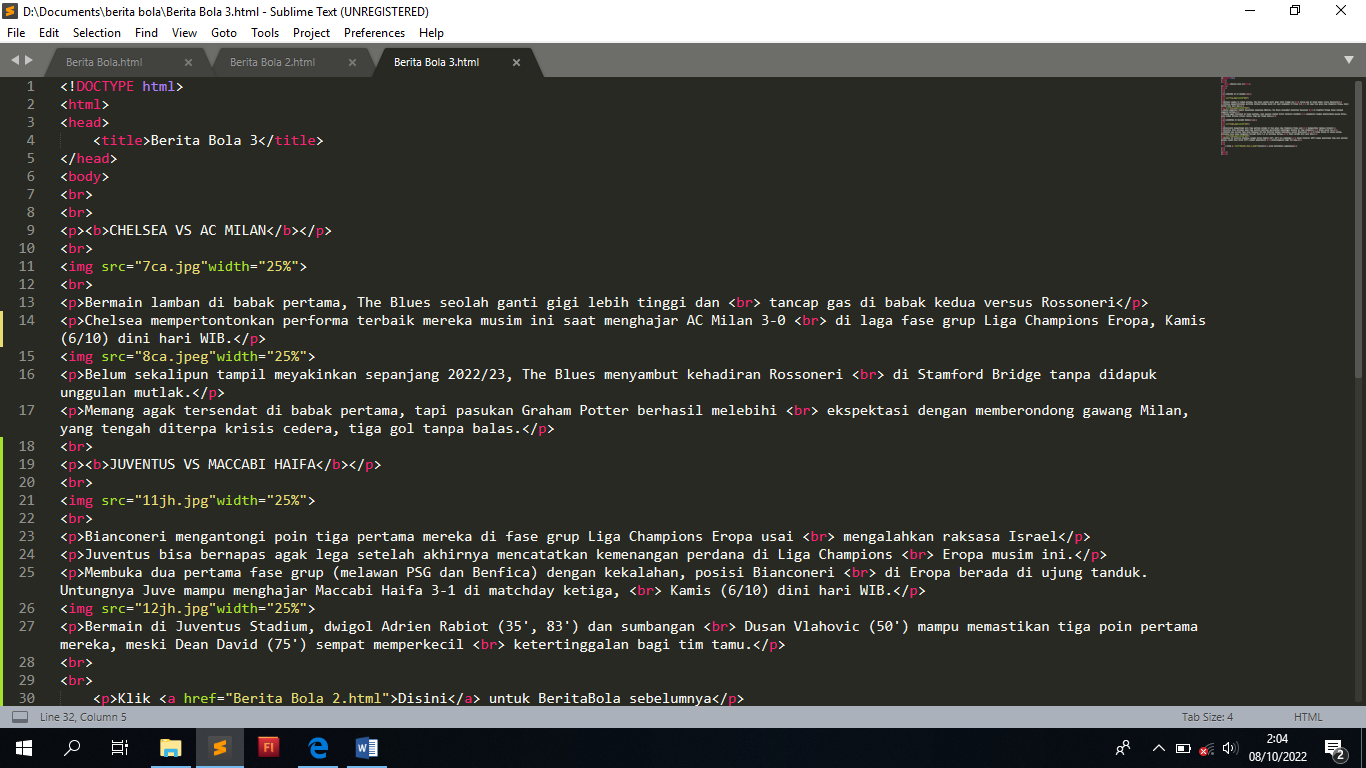 D:\Documents\berita bola\Berita Bola 3.html - Sublime Text (UNREGISTERED)
File Edit Selection Find View Goto Tools Project Preferences Help
Berita Bola.html × Berita Bola 2.html × Berita Bola 3.html ×
1 <!DOCTYPE html>
2 <html>
3 <head>
4 <title>Berita Bola 3</title>
5 </head>
6 <body>
7 <br>
8 <br>
9 <p><b>CHELSEA VS AC MILAN</b></p>
10 <br>
11 <img src="7ca.jpg"width="25%">
12 <br>
13 <p>Bermain lamban di babak pertama, The Blues seolah ganti gigi lebih tinggi dan <br> tancap gas di babak kedua versus Rossoneri</p>
14 <p>Chelsea mempertontonkan performa terbaik mereka musim ini saat menghajar AC Milan 3-0 <br> di laga fase grup Liga Champions Eropa, Kamis
(6/10) dini hari WIB.</p>
15 <img src="8ca.jpeg"width="25%">
16 <p>Belum sekalipun tampil meyakinkan sepanjang 2022/23, The Blues menyambut kehadiran Rossoneri <br> di Stamford Bridge tanpa didapuk
unggulan mutlak.</p>
17 <p>Memang agak tersendat di babak pertama, tapi pasukan Graham Potter berhasil melebihi <br> ekspektasi dengan memberondong gawang Milan,
yang tengah diterpa krisis cedera, tiga gol tanpa balas.</p>
18 <br>
19 <p><b>JUVENTUS VS MACCABI HAIFA</b></p>
20 <br>
21 <img src="11jh.jpg"width="25%">
22 <br>
23 <p>Bianconeri mengantongi poin tiga pertama mereka di fase grup Liga Champions Eropa usai <br> mengalahkan raksasa Israel</p>
24 <p>Juventus bisa bernapas agak lega setelah akhirnya mencatatkan kemenangan perdana di Liga Champions <br> Eropa musim ini.</p>
25 <p>Membuka dua pertama fase grup (melawan PSG dan Benfica) dengan kekalahan, posisi Bianconeri <br> di Eropa berada di ujung tanduk.
Untungnya Juve mampu menghajar Maccabi Haifa 3-1 di matchday ketiga, <br> Kamis (6/10) dini hari WIB.</p>
26 <img src="12jh.jpg"width="25%">
27 <p>Bermain di Juventus Stadium, dwigol Adrien Rabiot (35', 83') dan sumbangan <br> Dusan Vlahovic (50') mampu memastikan tiga poin pertama
mereka, meski Dean David (75') sempat memperkecil <br> ketertinggalan bagi tim tamu.</p>
28 <br>
29 <br>
30 <p>Klik <a href="Berita Bola 2.html">Disini</a> untuk BeritaBola sebelumnya</p>
Line 32, Column 5 Tab Size: 4 HTML
2:04
08/10/2022
2